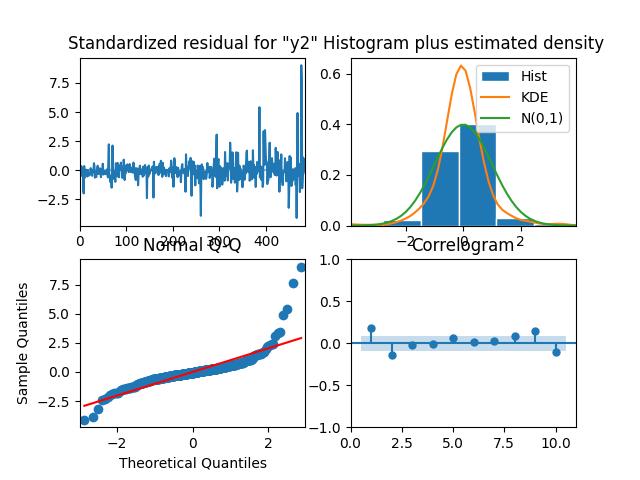 Standardized residual for "y2"
7.5
5.0
2.5
0.0
−2.5
0 100 200 300 400
Histogram plus estimated density
Hist
KDE
N(0,1)
0.6
0.4
0.2
0.0
−2 0 2
Normal Q-Q
Sample Quantiles
7.5
5.0
2.5
0.0
−2.5
−2 0 2
Theoretical Quantiles
Correlogram
1.0
0.5
0.0
−0.5
−1.0
0.0 2.5 5.0 7.5 10.0